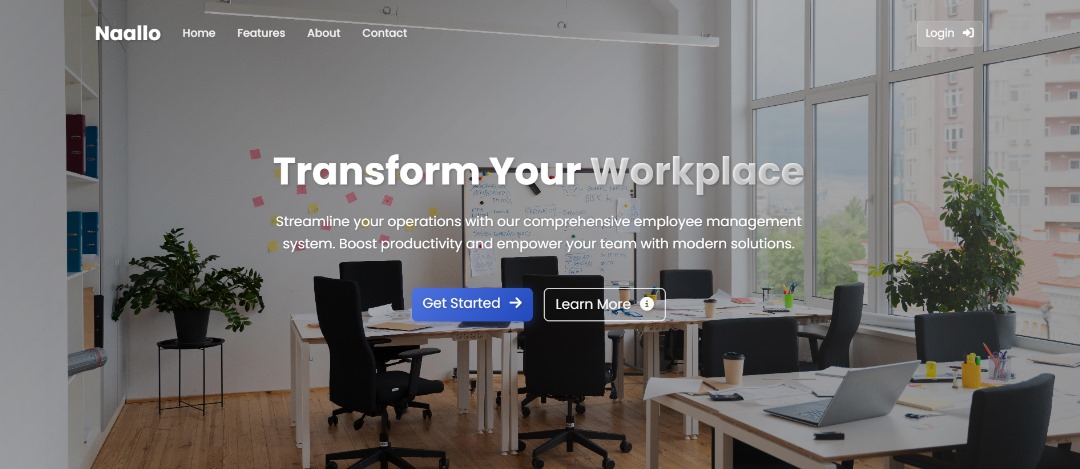 Naallo
Home
Features
About
Contact
Login
Transform Your Workplace
Streamline your operations with our comprehensive employee management
system. Boost productivity and empower your team with modern solutions.
Get Started
Learn More